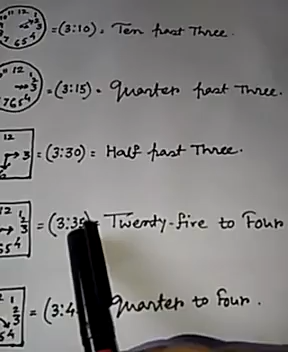 =(3:10)= Ten past Three.
=(3:15)= Quarter past Three.
=(3:30)= Half past Three.
=(3:35)= Twenty-five to Four
=(3:4 Quarter to four.